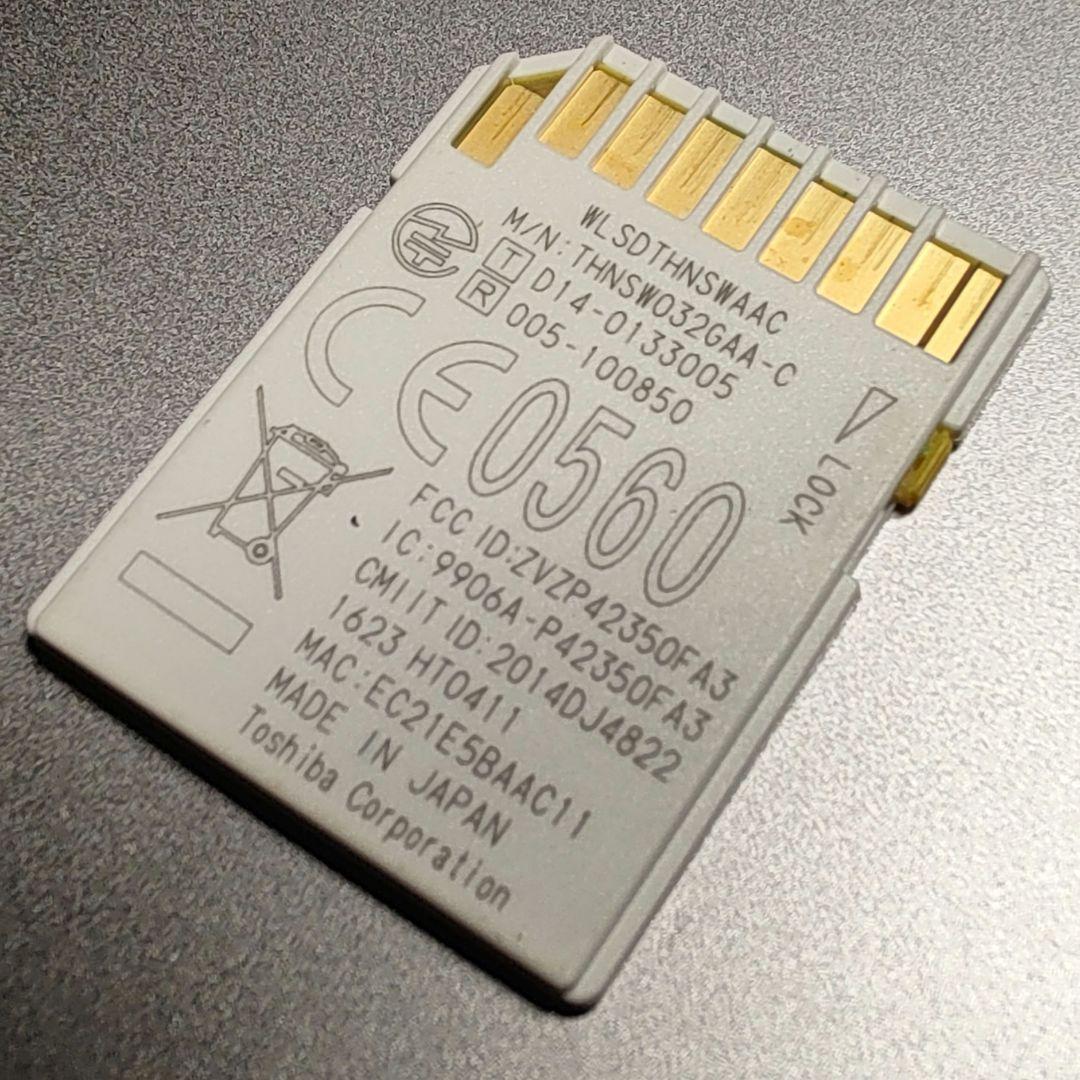 WLSDTHNSWAAC
M/N:THNSW032GAA-C
T D14-0133005
R 005-100850
CE0560
LOCK
FCC ID:ZVZP42350FA3
IC:9906A-P42350FA3
CMIIT ID:2014DJ4822
1623 HT0411
MAC:EC21E5BAAC11
MADE IN JAPAN
Toshiba Corporation